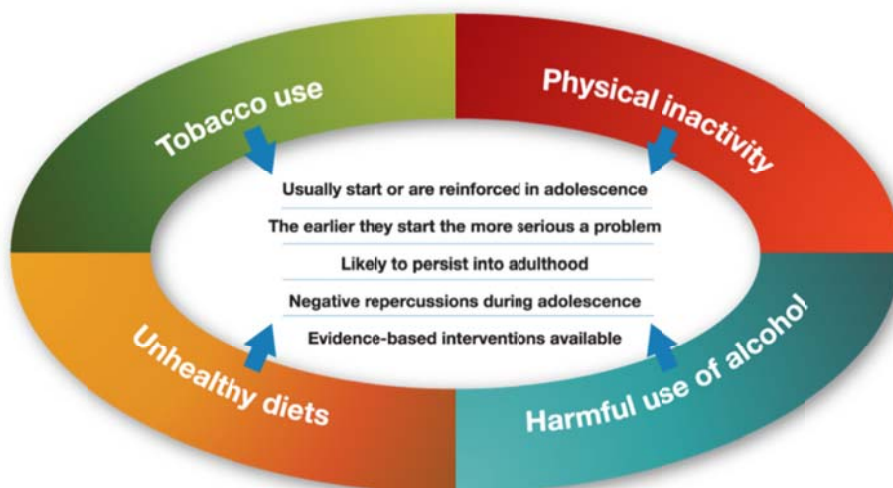 Tobacco use
Physical inactivity
Usually start or are reinforced in adolescence
The earlier they start the more serious a problem
Likely to persist into adulthood
Negative repercussions during adolescence
Evidence-based interventions available
Unhealthy diets
Harmful use of alcohol